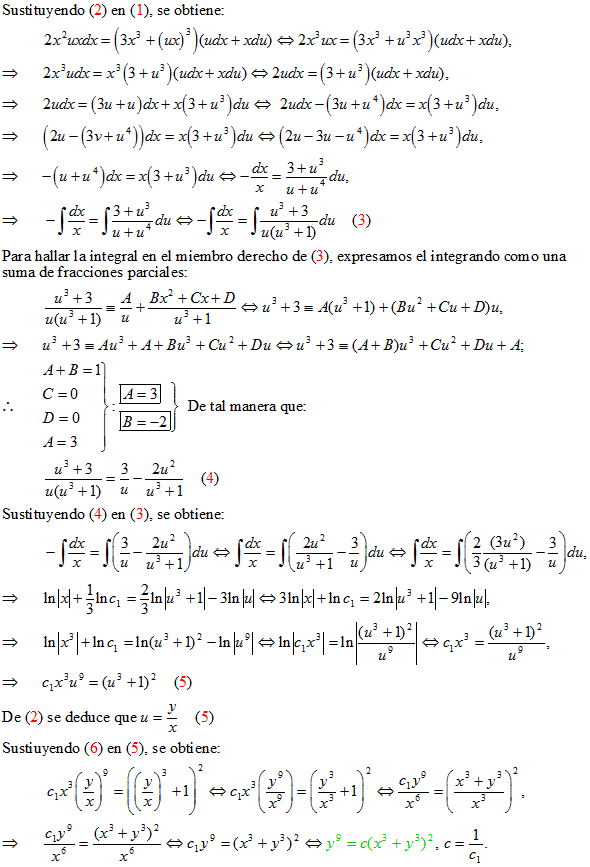 Sustituyendo (2) en (1), se obtiene:
2x²uxdx = (3x³ + (ux)³)(udx + xdu) ⇔ 2x³ux = (3x³ + u³x³)(udx + xdu),
⇒ 2x³udx = x³(3 + u³)(udx + xdu) ⇔ 2udx = (3 + u³)(udx + xdu),
⇒ 2udx = (3u + u)dx + x(3 + u³)du ⇔ 2udx − (3u + u⁴)dx = x(3 + u³)du,
⇒ (2u − (3v + u⁴))dx = x(3 + u³)du ⇔ (2u − 3u − u⁴)dx = x(3 + u³)du,
⇒ −(u + u⁴)dx = x(3 + u³)du ⇔ −dx/x = (3 + u³)/(u + u⁴) du,
⇒ −∫dx/x = ∫(3 + u³)/(u + u⁴) du ⇔ −∫dx/x = ∫(u³ + 3)/(u(u³ + 1)) du (3)
Para hallar la integral en el miembro derecho de (3), expresamos el integrando como una
suma de fracciones parciales:
(u³ + 3)/(u(u³ + 1)) ≡ A/u + (Bx² + Cx + D)/(u³ + 1) ⇔ u³ + 3 ≡ A(u³ + 1) + (Bu² + Cu + D)u,
⇒ u³ + 3 ≡ Au³ + A + Bu³ + Cu² + Du ⇔ u³ + 3 ≡ (A + B)u³ + Cu² + Du + A;
A + B = 1
C = 0
∴ D = 0 } : A = 3 B = −2 } De tal manera que:
A = 3
(u³ + 3)/(u(u³ + 1)) = 3/u − 2u²/(u³ + 1) (4)
Sustituyendo (4) en (3), se obtiene:
−∫dx/x = ∫(3/u − 2u²/(u³ + 1))du ⇔ ∫dx/x = ∫(2u²/(u³ + 1) − 3/u)du ⇔ ∫dx/x = ∫(2/3 (3u²)/(u³ + 1) − 3/u)du,
⇒ ln|x| + 1/3 ln c₁ = 2/3 ln|u³ + 1| − 3ln|u| ⇔ 3ln|x| + ln c₁ = 2ln|u³ + 1| − 9ln|u|,
⇒ ln|x³| + ln c₁ = ln(u³ + 1)² − ln|u⁹| ⇔ ln|c₁x³| = ln|(u³ + 1)²/u⁹| ⇔ c₁x³ = (u³ + 1)²/u⁹,
⇒ c₁x³u⁹ = (u³ + 1)² (5)
De (2) se deduce que u = y/x (5)
Sustiuyendo (6) en (5), se obtiene:
c₁x³(y/x)⁹ = ((y/x)³ + 1)² ⇔ c₁x³(y⁹/x⁹) = (y³/x³ + 1)² ⇔ c₁y⁹/x⁶ = ((x³ + y³)/x³)²,
⇒ c₁y⁹/x⁶ = (x³ + y³)²/x⁶ ⇔ c₁y⁹ = (x³ + y³)² ⇔ y⁹ = c(x³ + y³)², c = 1/c₁.